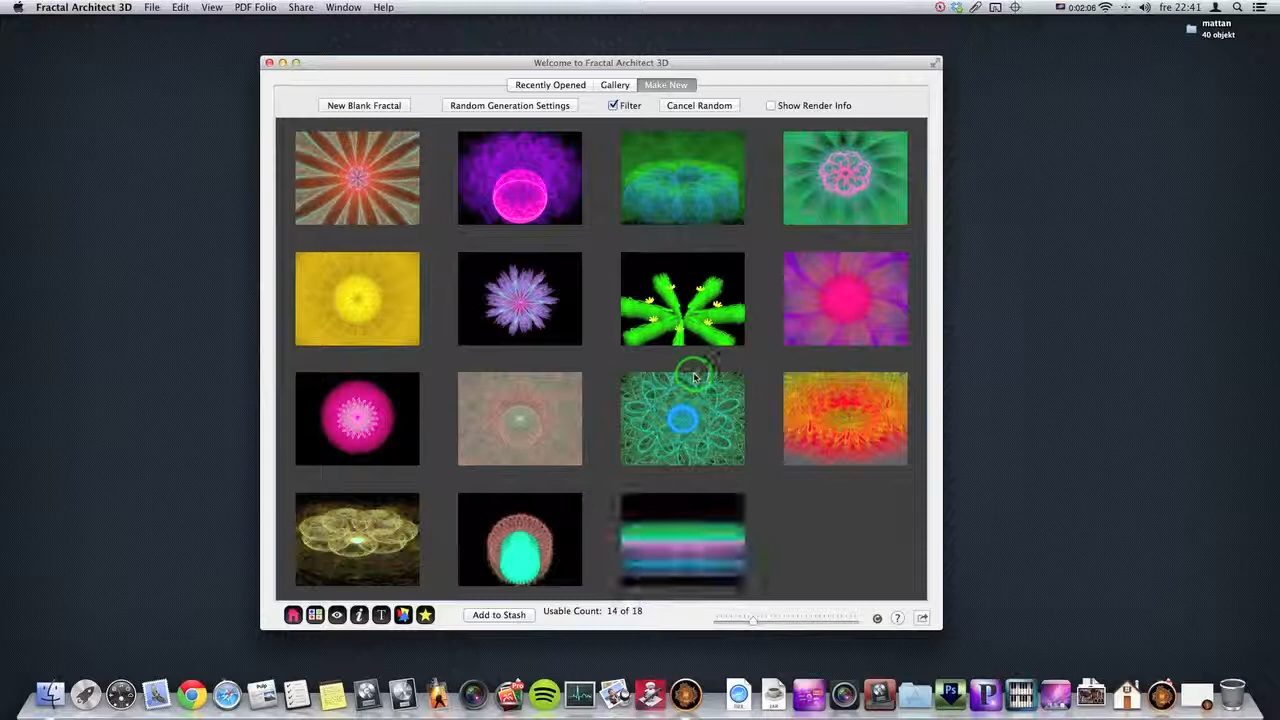 Fractal Architect 3D File Edit View PDF Folio Share Window Help 0:02:06 fre 22:41
mattan
40 objekt
Welcome to Fractal Architect 3D
Recently Opened Gallery Make New
New Blank Fractal Random Generation Settings Filter Cancel Random Show Render Info
Add to Stash Usable Count: 14 of 18